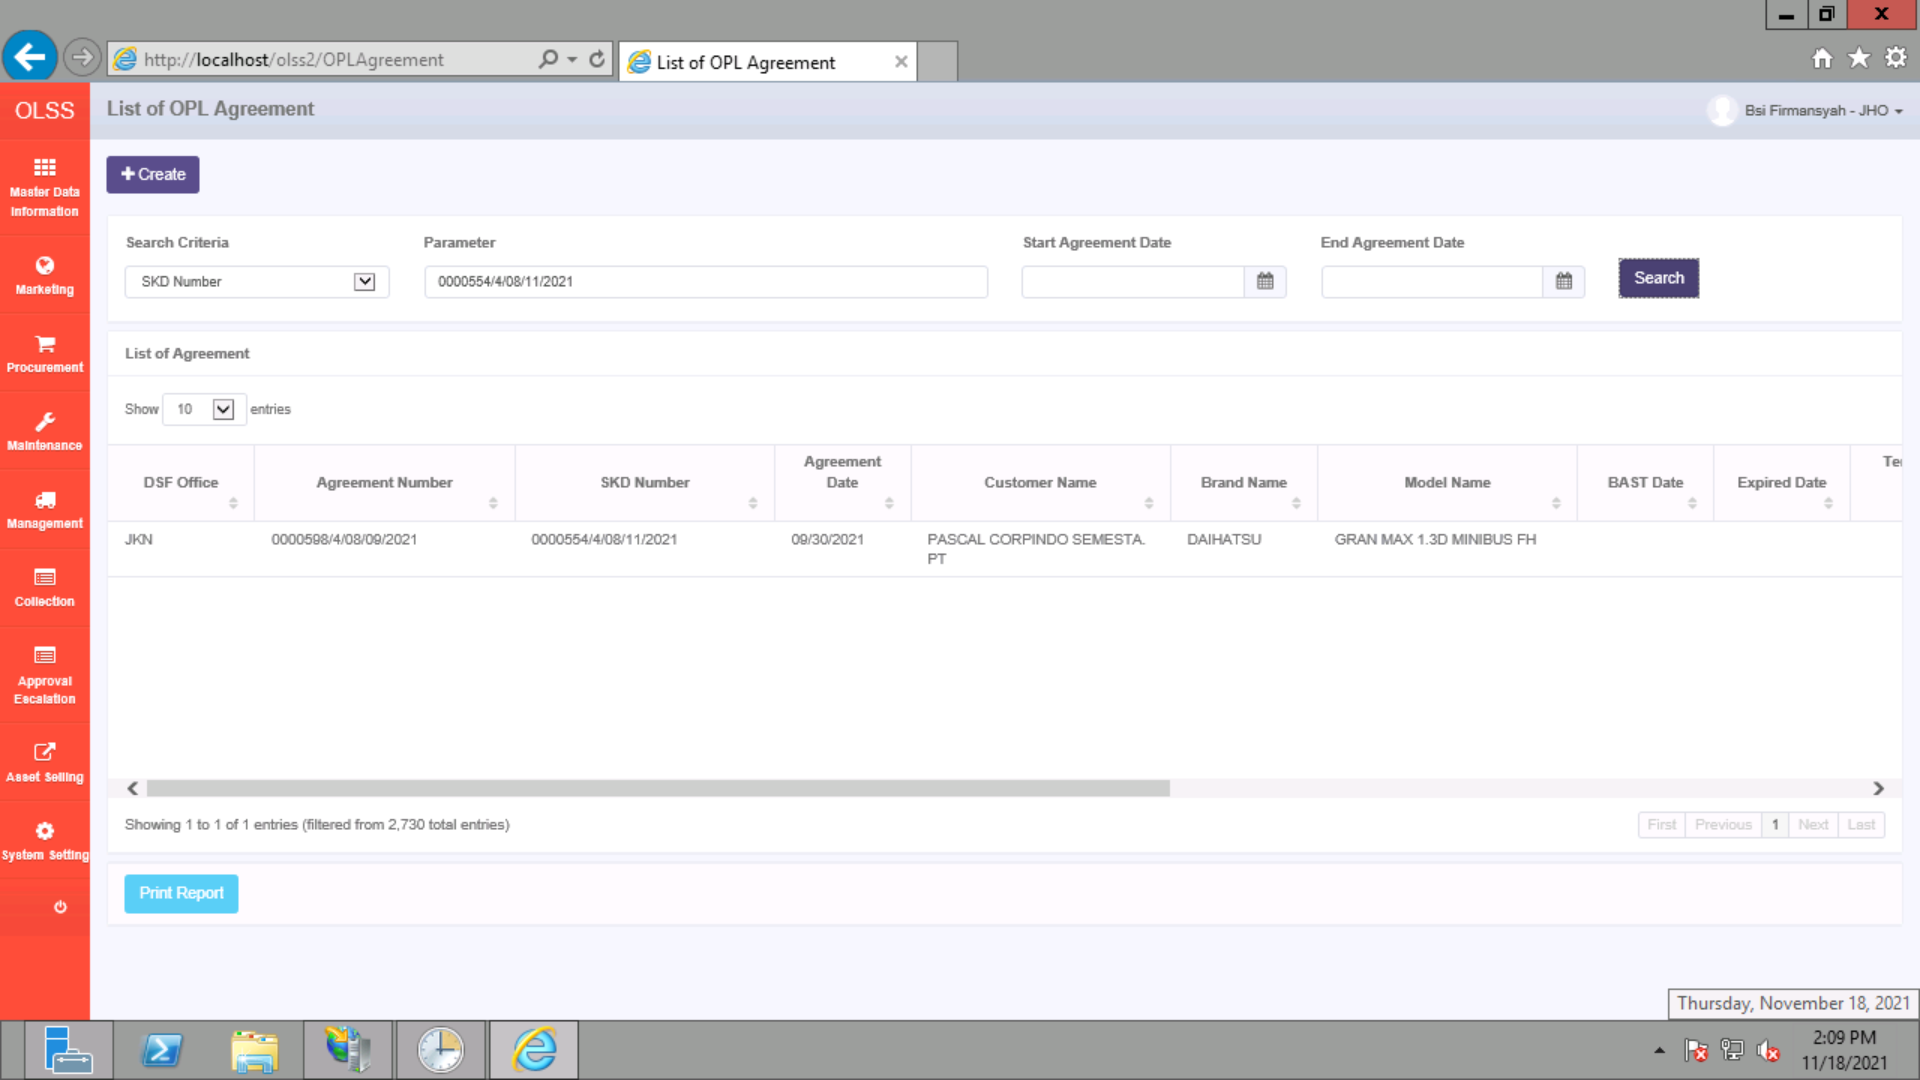 http://localhost/olss2/OPLAgreement
List of OPL Agreement
OLSS
List of OPL Agreement
Bsi Firmansyah - JHO
Master Data
Information
Marketing
Procurement
Maintenance
Management
Collection
Approval
Escalation
Asset Selling
System Setting
Create
Search Criteria
Parameter
Start Agreement Date
End Agreement Date
SKD Number
0000554/4/08/11/2021
Search
List of Agreement
Show 10 entries
DSF Office
Agreement Number
SKD Number
Agreement
Date
Customer Name
Brand Name
Model Name
BAST Date
Expired Date
Te
JKN
0000598/4/08/09/2021
0000554/4/08/11/2021
09/30/2021
PASCAL CORPINDO SEMESTA.
PT
DAIHATSU
GRAN MAX 1.3D MINIBUS FH
Showing 1 to 1 of 1 entries (filtered from 2,730 total entries)
First Previous 1 Next Last
Print Report
Thursday, November 18, 2021
2:09 PM
11/18/2021